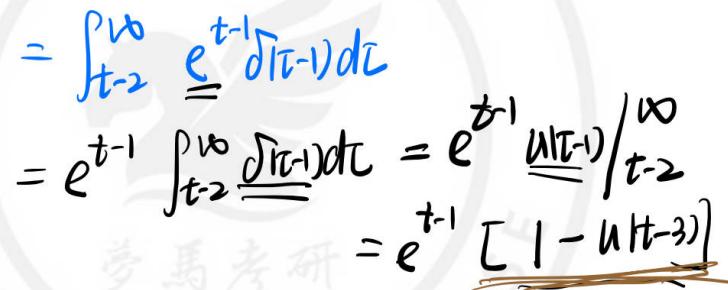 = ∫_{t-2}^{∞} e^{t-1} δ(τ-1)dτ
= e^{t-1} ∫_{t-2}^{∞} δ(τ-1)dτ = e^{t-1} u(τ-1) |_{t-2}^{∞}
= e^{t-1} [1 - u(t-3)]
夢馬考研